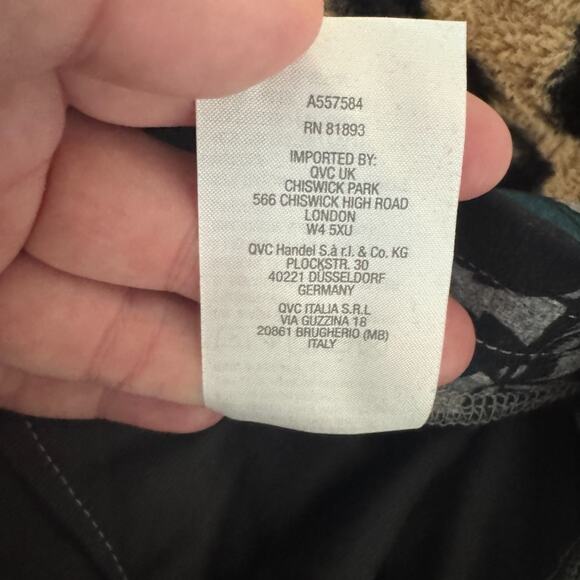 A557584
RN 81893
IMPORTED BY:
QVC UK
CHISWICK PARK
566 CHISWICK HIGH ROAD
LONDON
W4 5XU
QVC Handel S.à r.l. & Co. KG
PLOCKSTR. 30
40221 DÜSSELDORF
GERMANY
QVC ITALIA S.R.L
VIA GUZZINA 18
20861 BRUGHERIO (MB)
ITALY